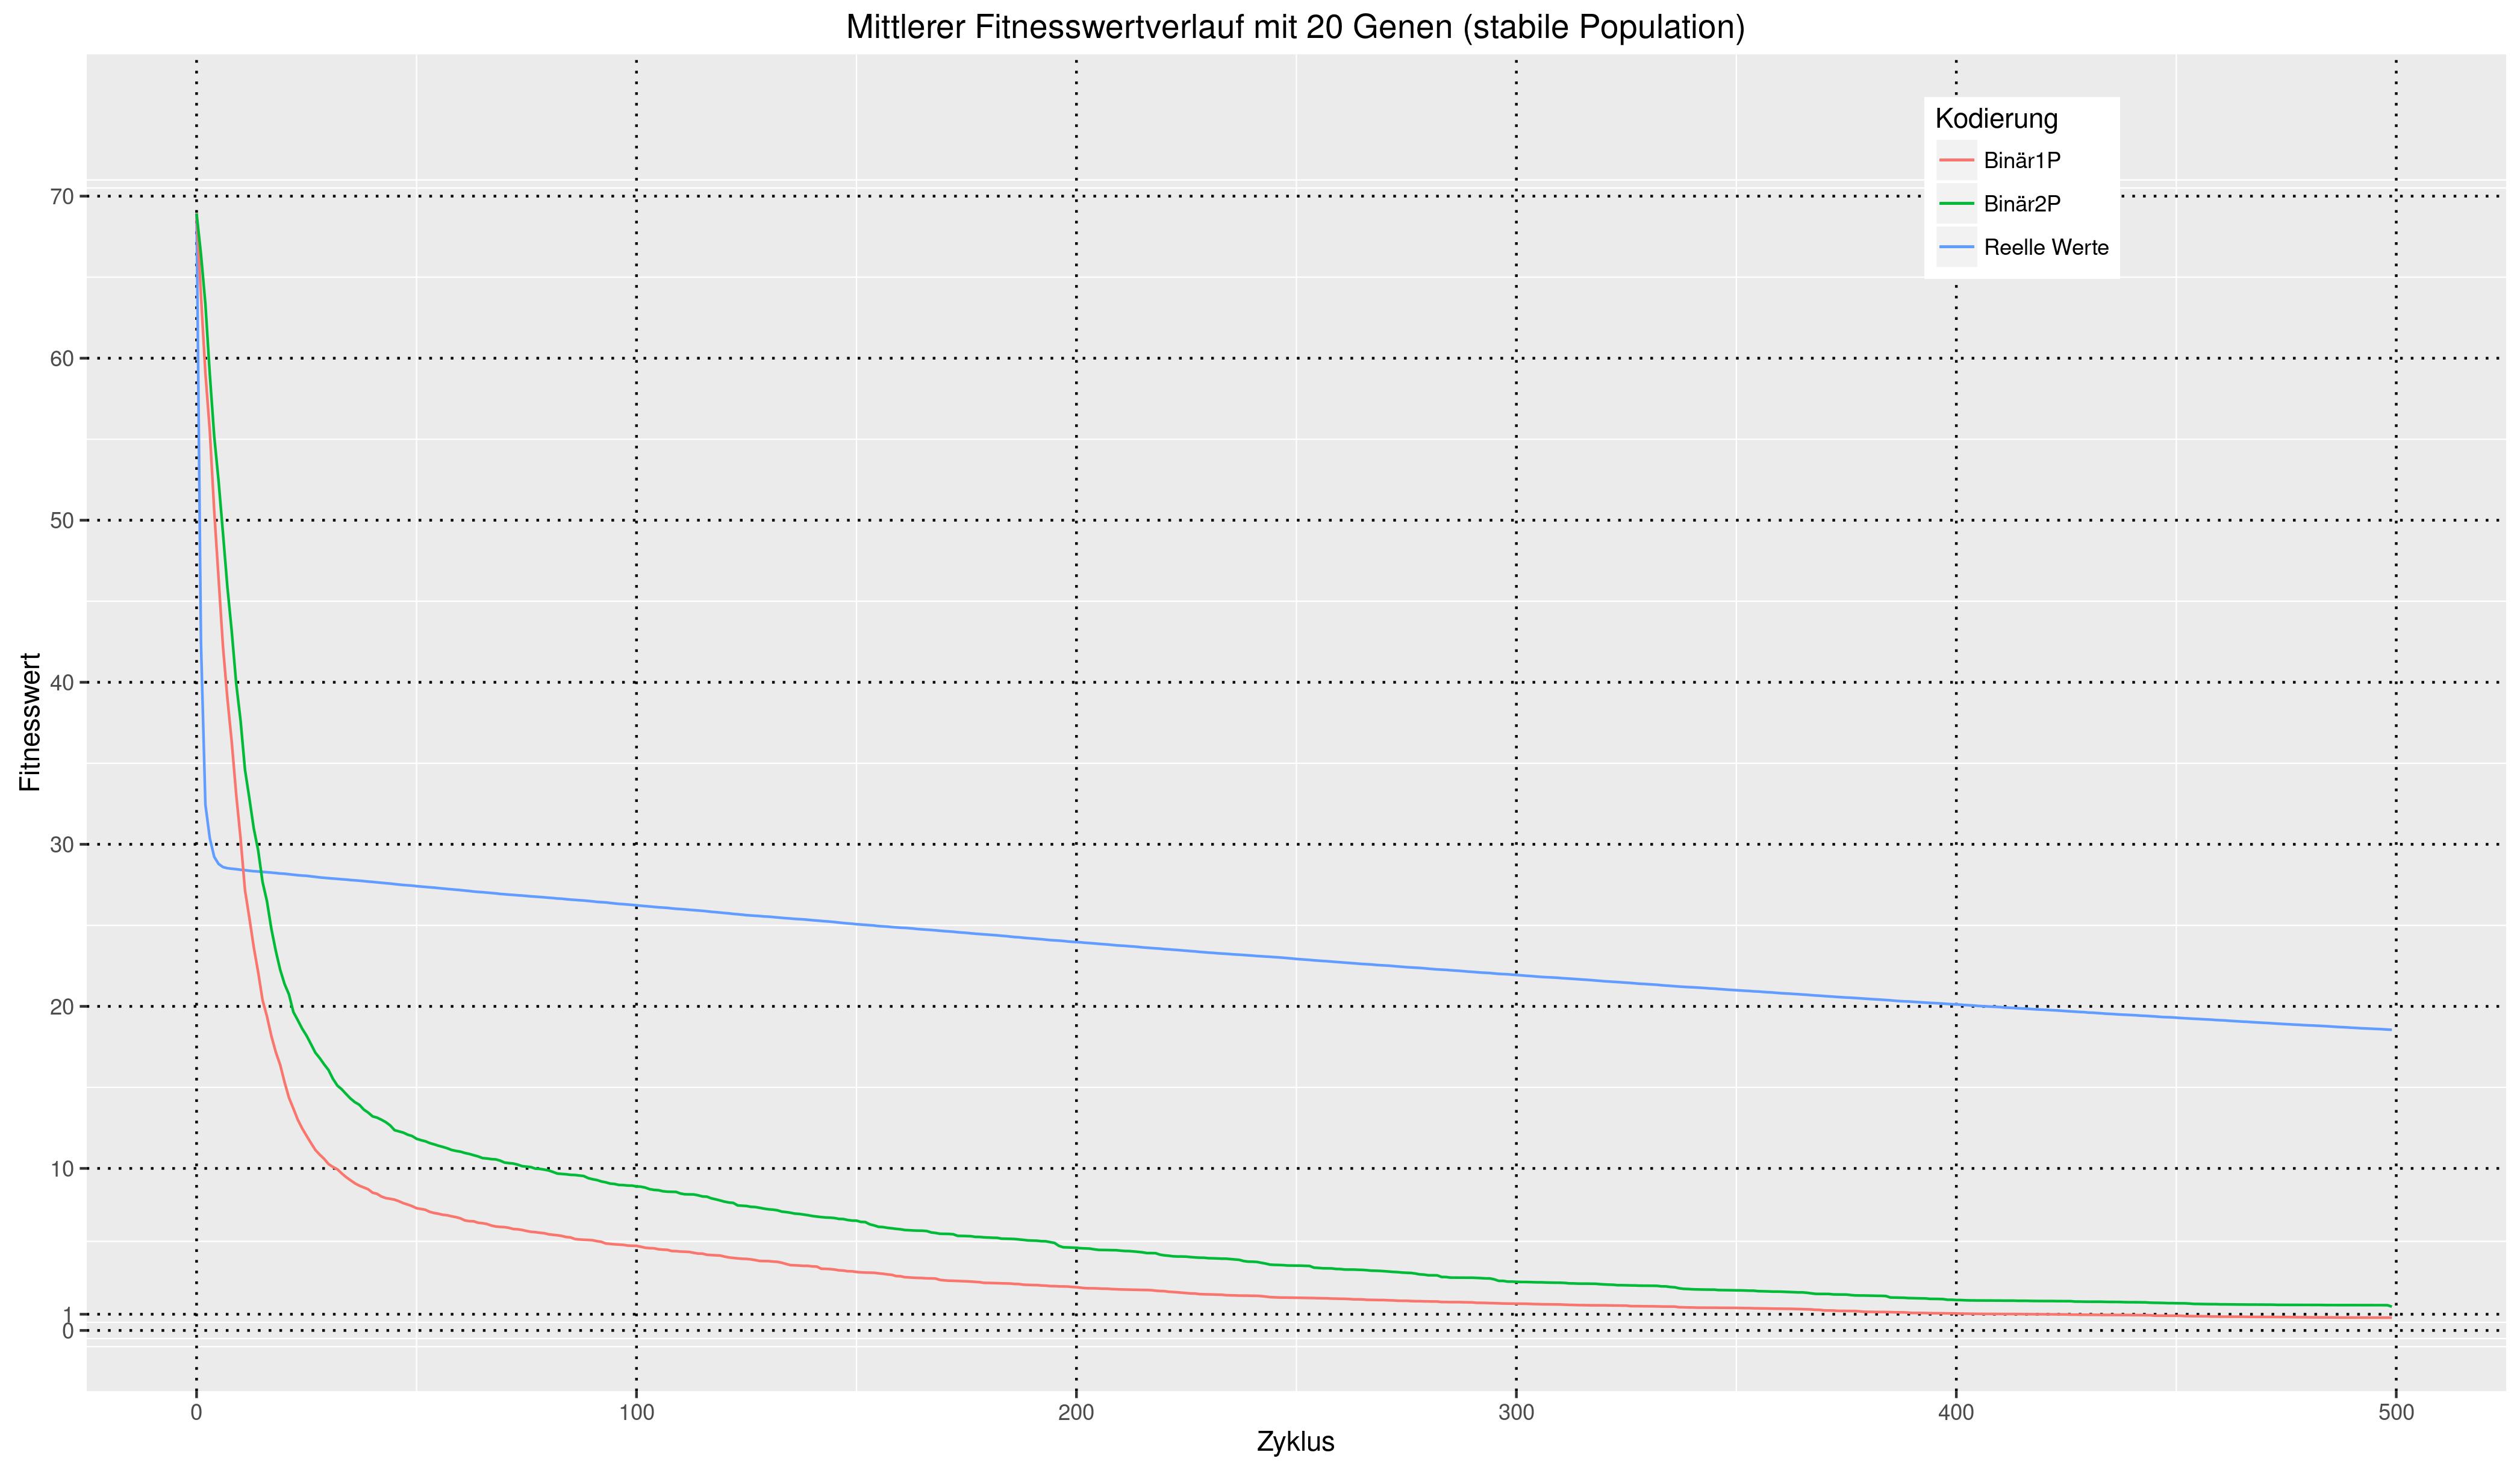 Mittlerer Fitnesswertverlauf mit 20 Genen (stabile Population)
Kodierung
Binär1P
Binär2P
Reelle Werte
Fitnesswert
70
60
50
40
30
20
10
1
0
0 100 200 300 400 500
Zyklus